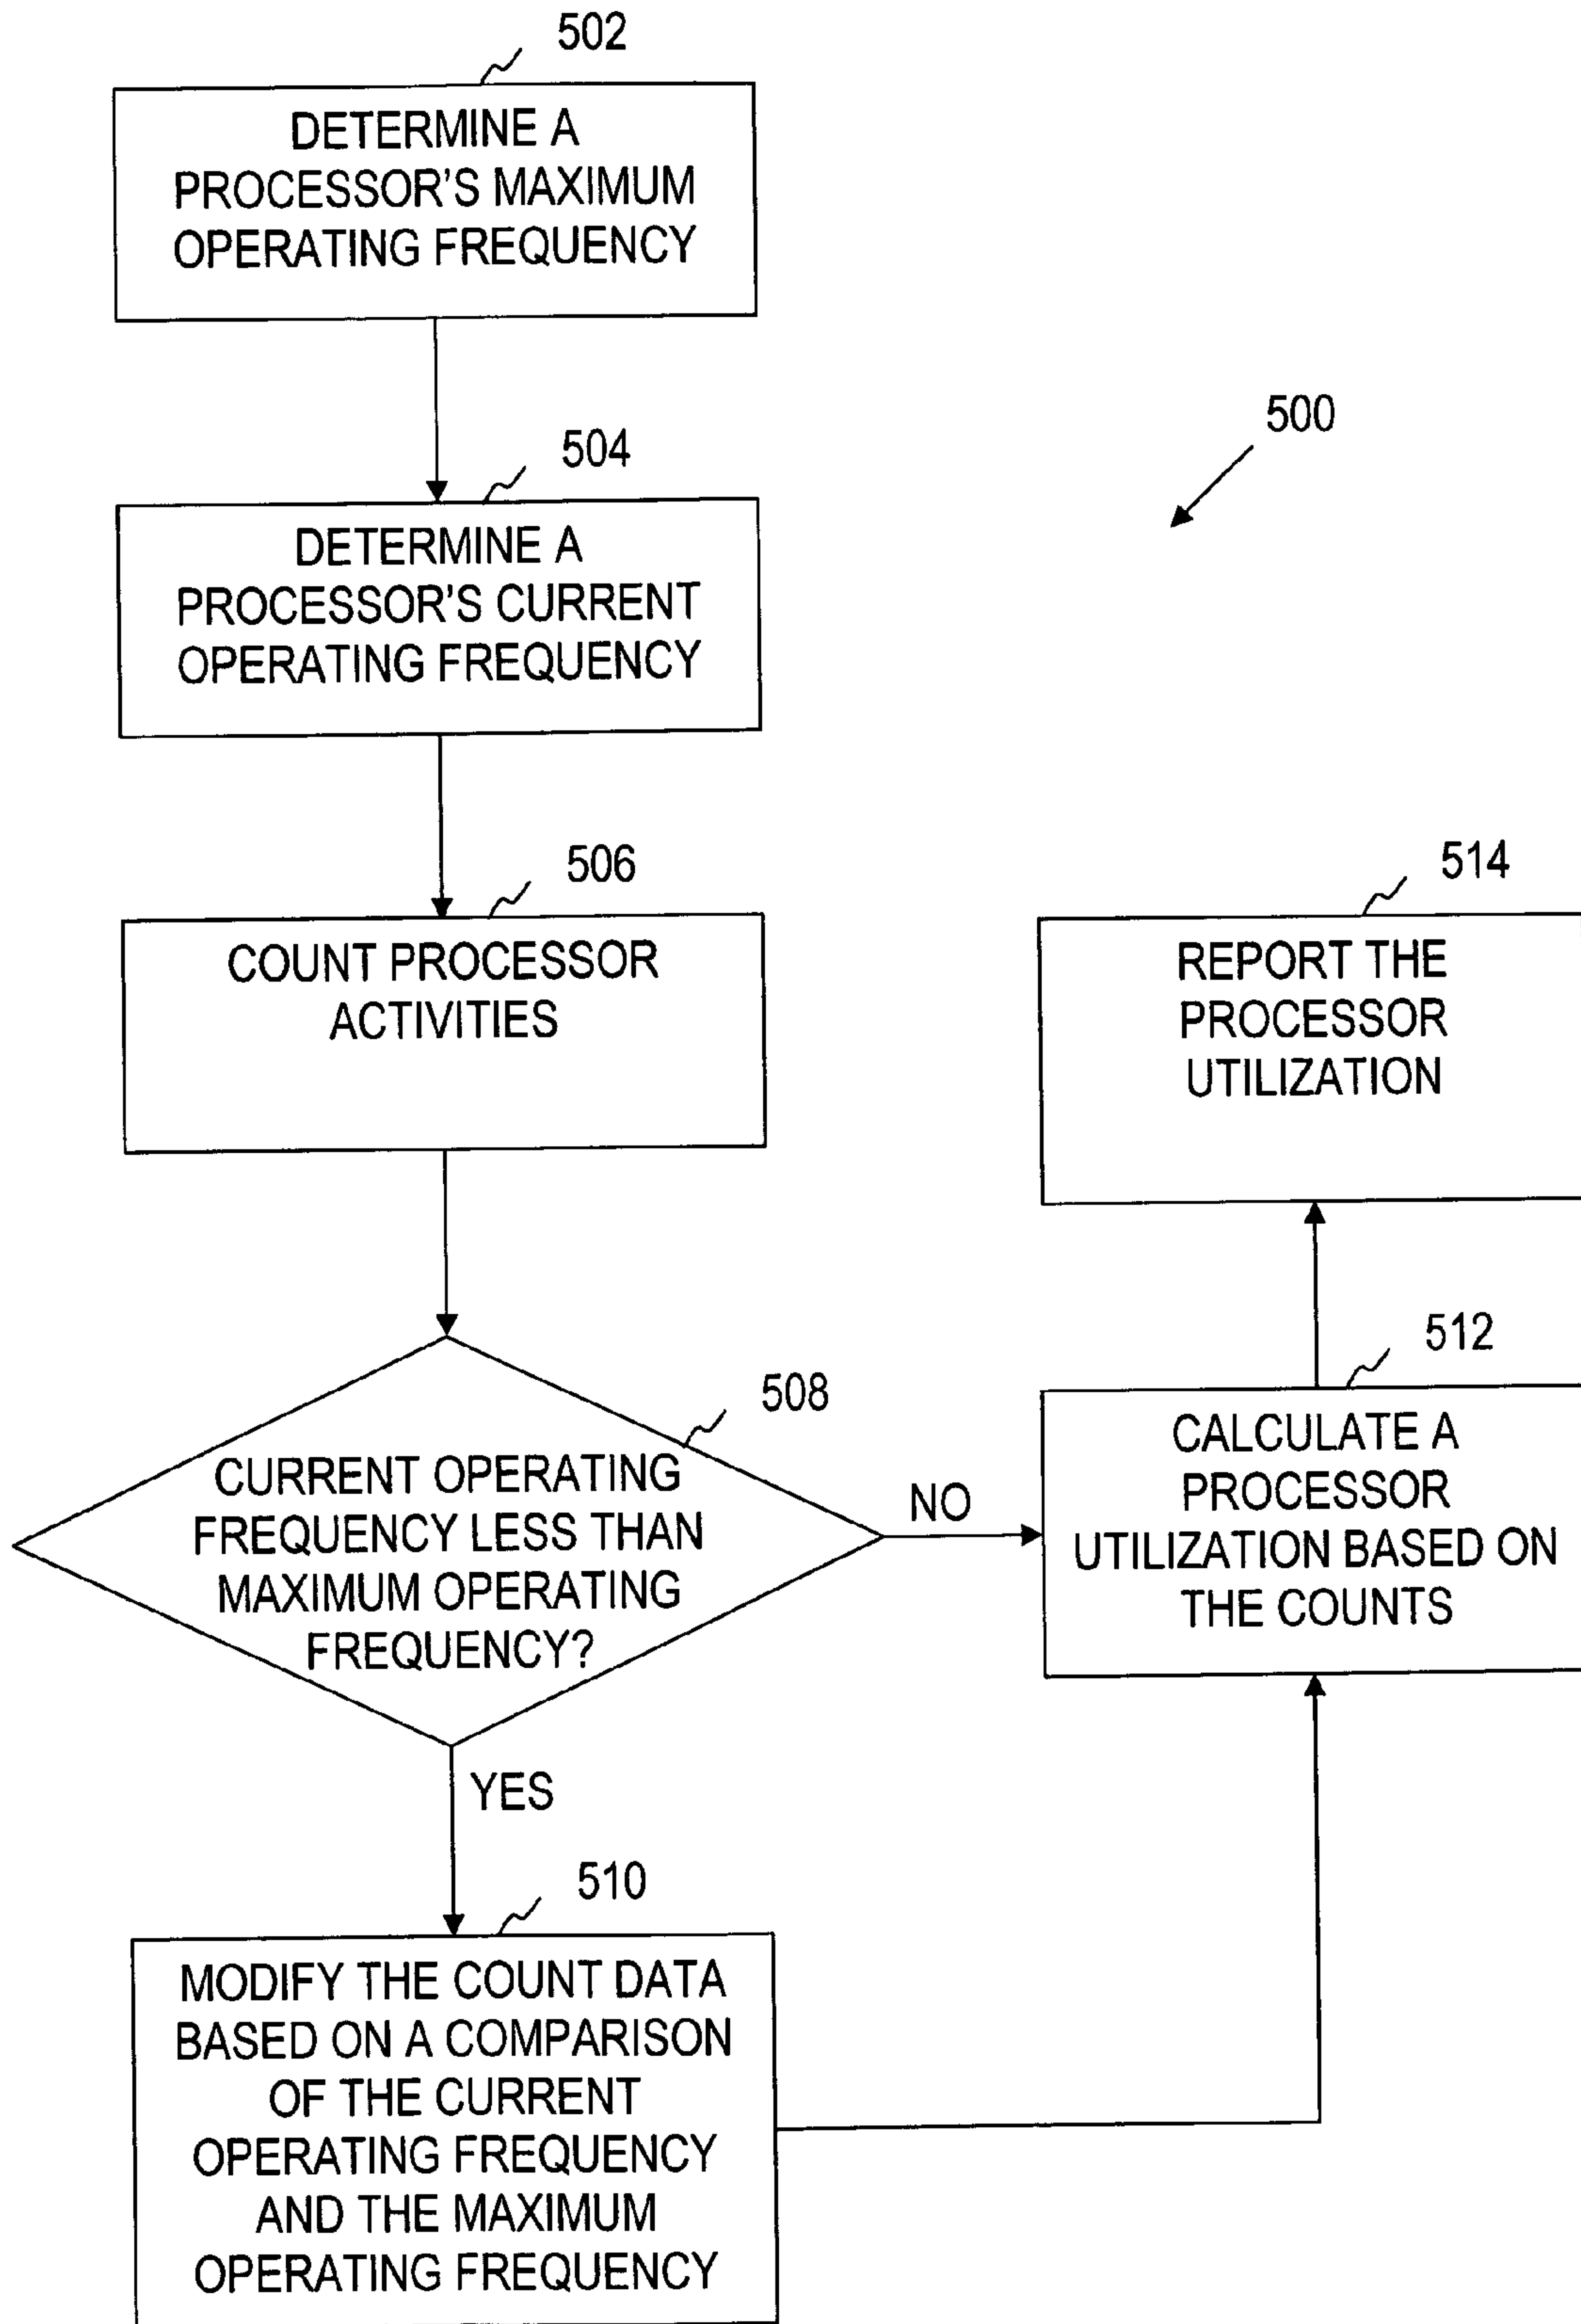 502
DETERMINE A
PROCESSOR'S MAXIMUM
OPERATING FREQUENCY
500
504
DETERMINE A
PROCESSOR'S CURRENT
OPERATING FREQUENCY
506
COUNT PROCESSOR
ACTIVITIES
508
CURRENT OPERATING
FREQUENCY LESS THAN
MAXIMUM OPERATING
FREQUENCY?
NO
YES
510
MODIFY THE COUNT DATA
BASED ON A COMPARISON
OF THE CURRENT
OPERATING FREQUENCY
AND THE MAXIMUM
OPERATING FREQUENCY
512
CALCULATE A
PROCESSOR
UTILIZATION BASED ON
THE COUNTS
514
REPORT THE
PROCESSOR
UTILIZATION